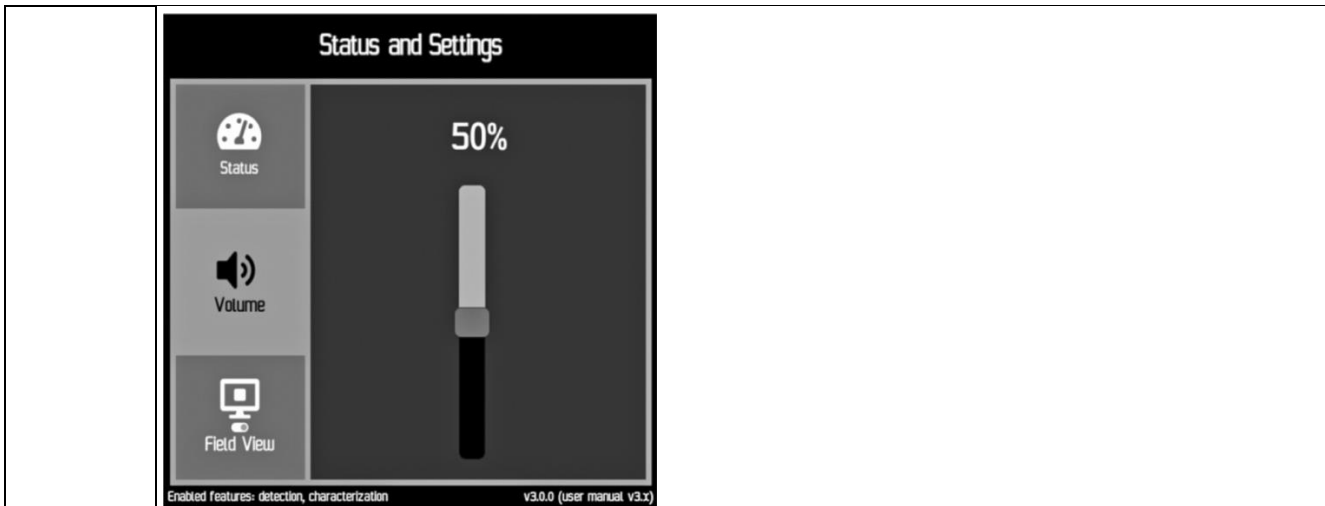 Status and Settings
Status
50%
Volume
Field View
Enabled features: detection, characterization
v3.0.0 (user manual v3.x)